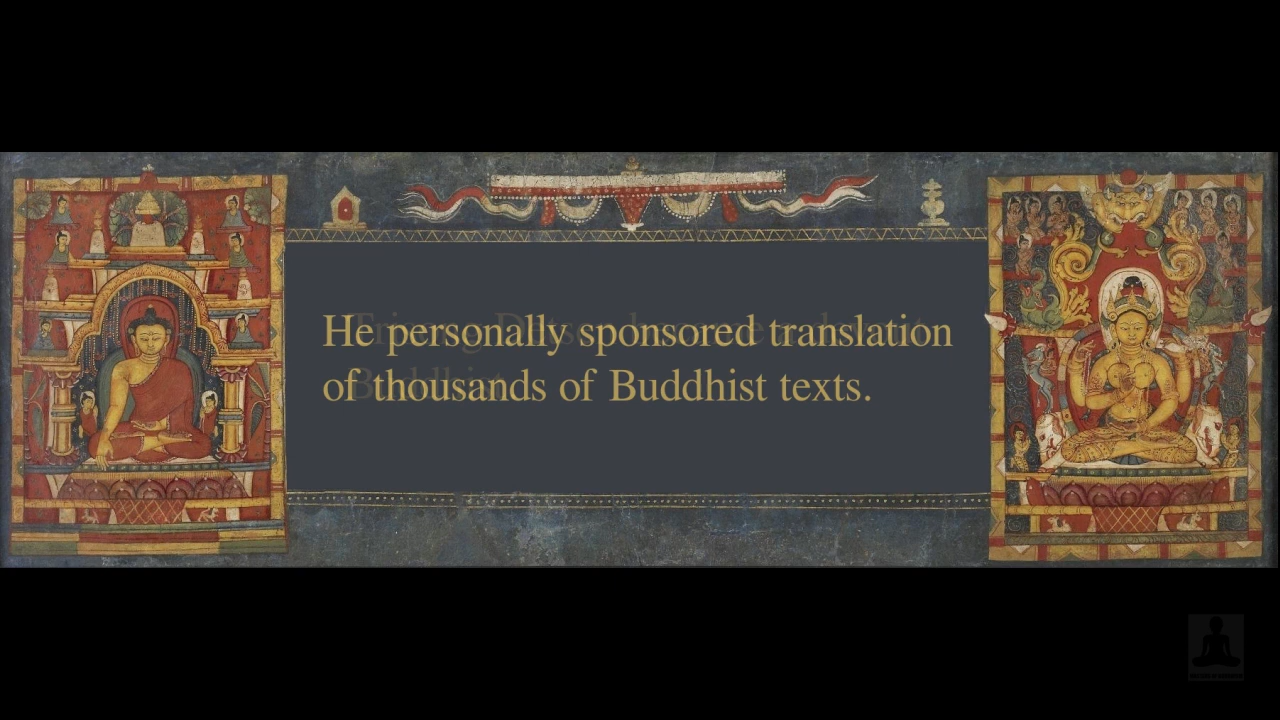 He personally sponsored translation
of thousands of Buddhist texts.